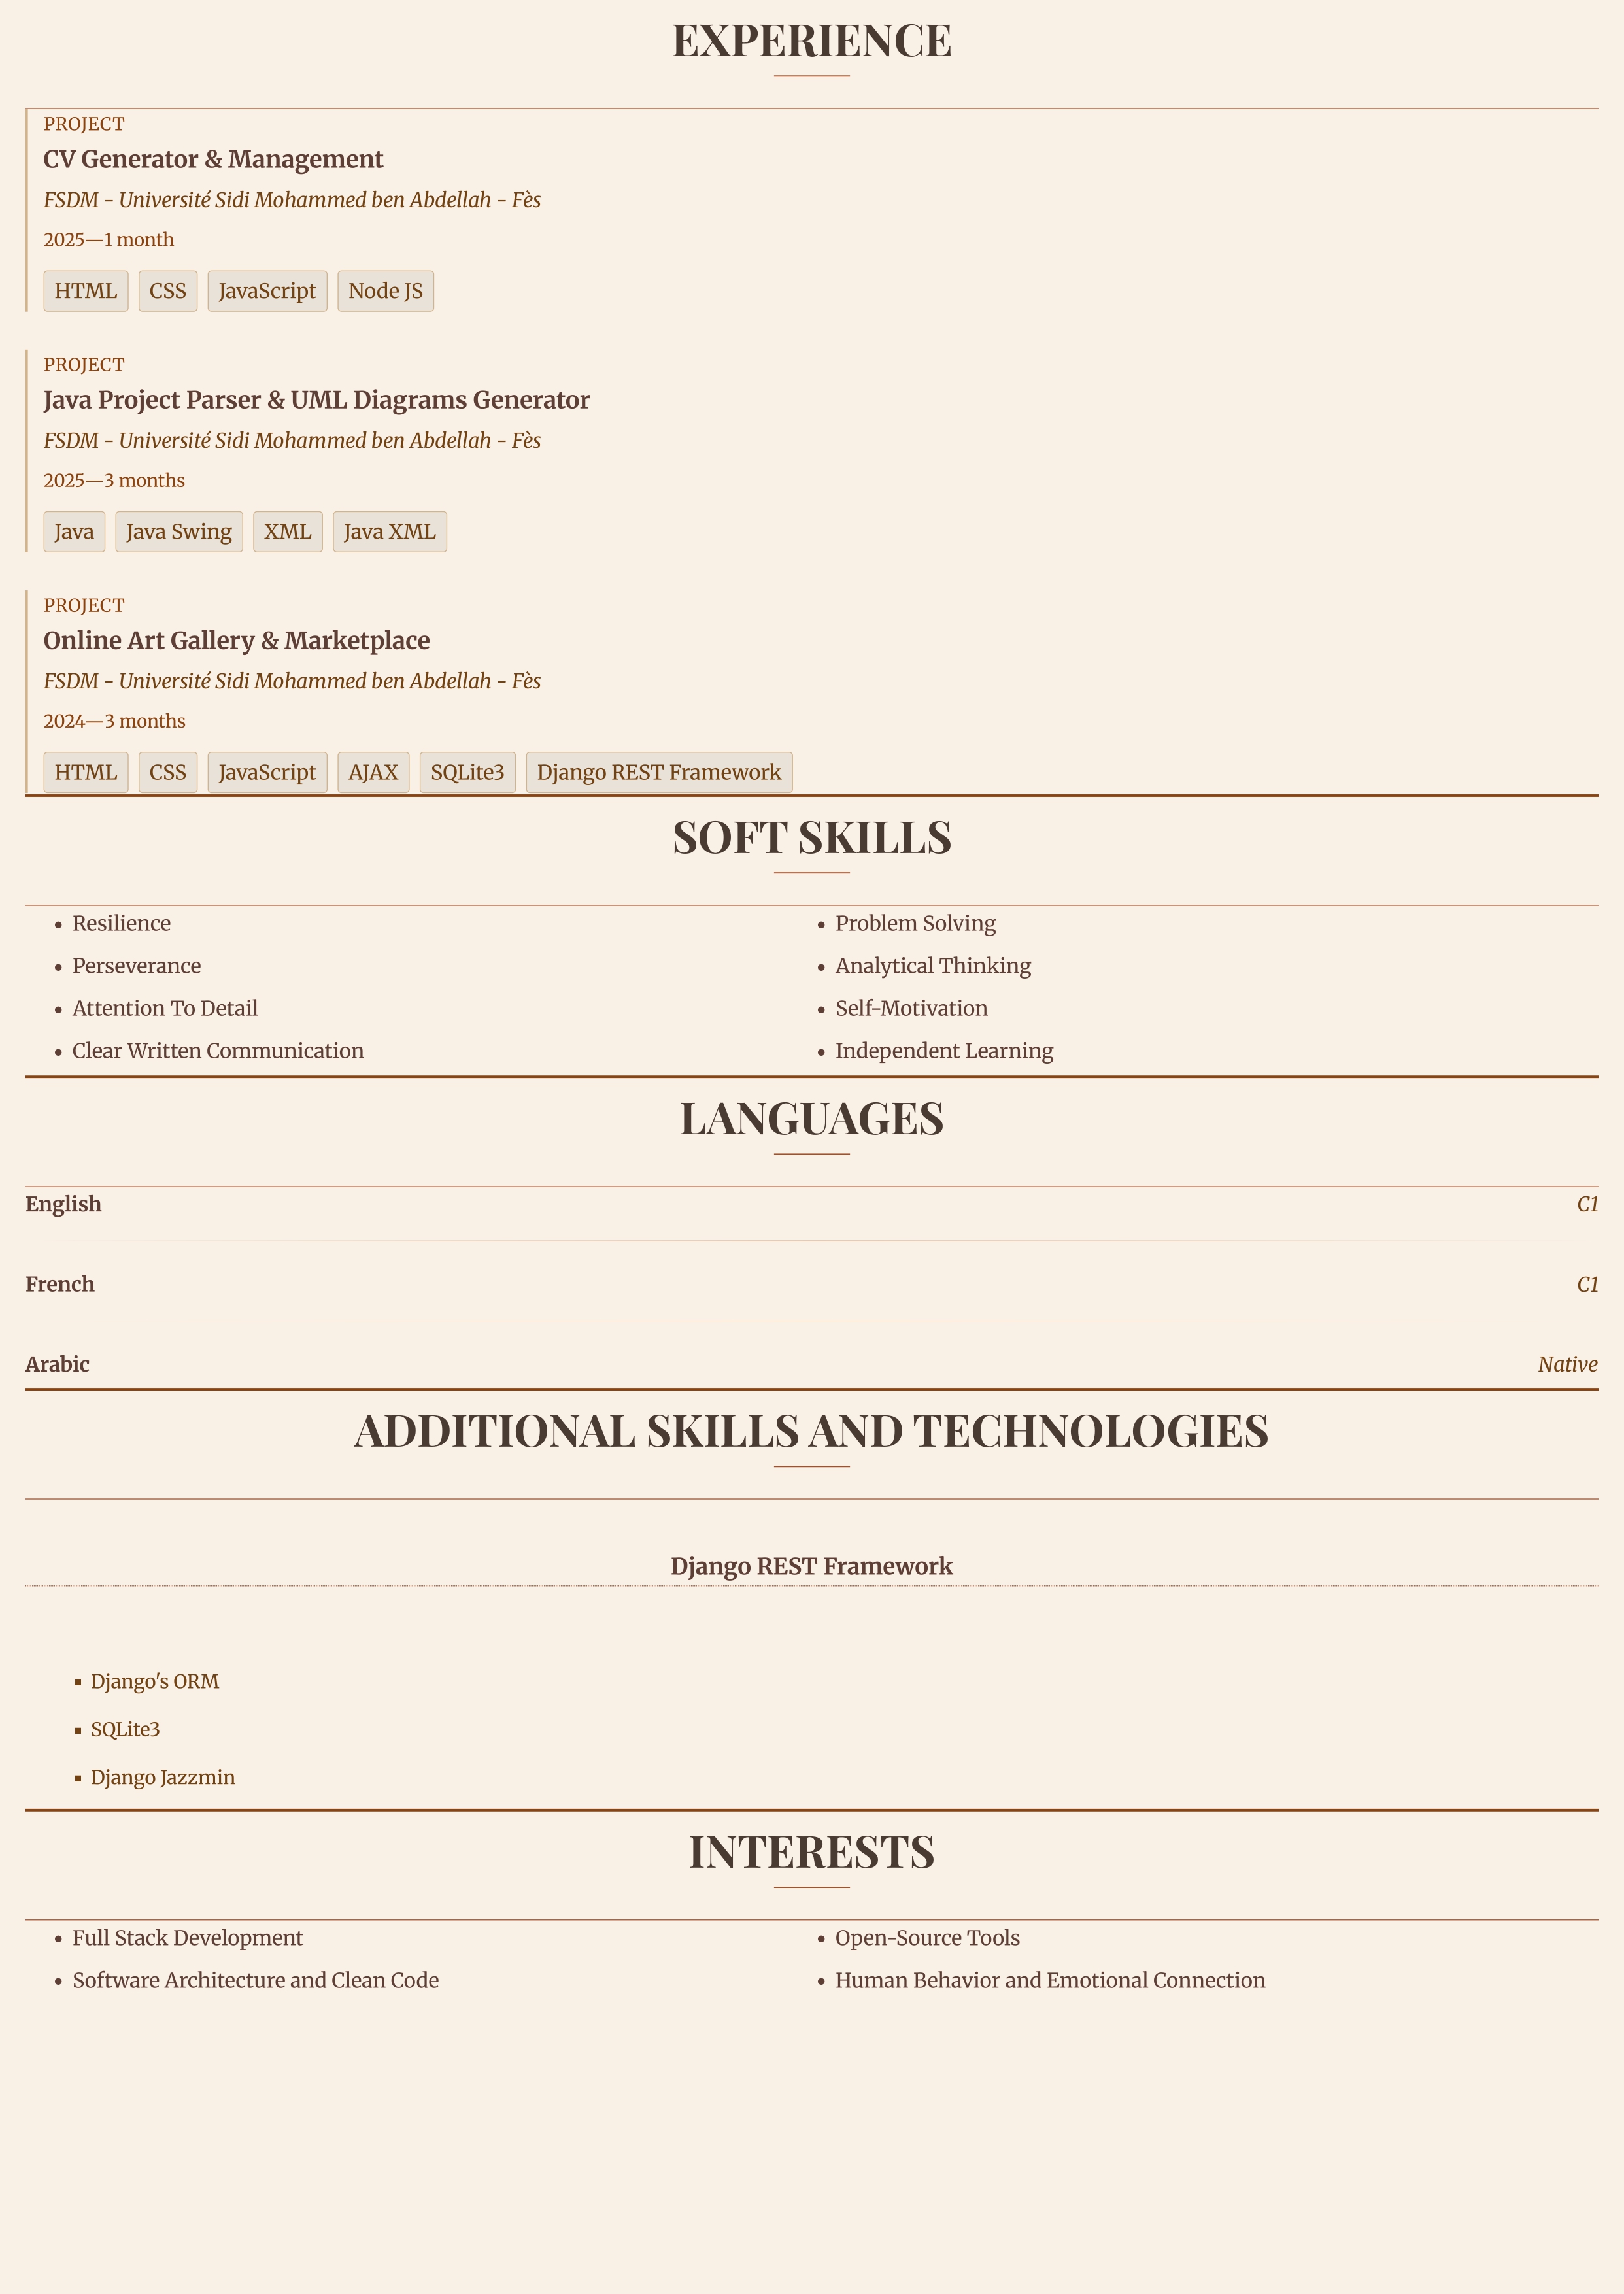 EXPERIENCE
PROJECT
CV Generator & Management
FSDM - Université Sidi Mohammed ben Abdellah - Fès
2025—1 month
HTML CSS JavaScript Node JS
PROJECT
Java Project Parser & UML Diagrams Generator
FSDM - Université Sidi Mohammed ben Abdellah - Fès
2025—3 months
Java Java Swing XML Java XML
PROJECT
Online Art Gallery & Marketplace
FSDM - Université Sidi Mohammed ben Abdellah - Fès
2024—3 months
HTML CSS JavaScript AJAX SQLite3 Django REST Framework
SOFT SKILLS
• Resilience
• Perseverance
• Attention To Detail
• Clear Written Communication
• Problem Solving
• Analytical Thinking
• Self-Motivation
• Independent Learning
LANGUAGES
English C1
French C1
Arabic Native
ADDITIONAL SKILLS AND TECHNOLOGIES
Django REST Framework
▪ Django's ORM
▪ SQLite3
▪ Django Jazzmin
INTERESTS
• Full Stack Development
• Software Architecture and Clean Code
• Open-Source Tools
• Human Behavior and Emotional Connection